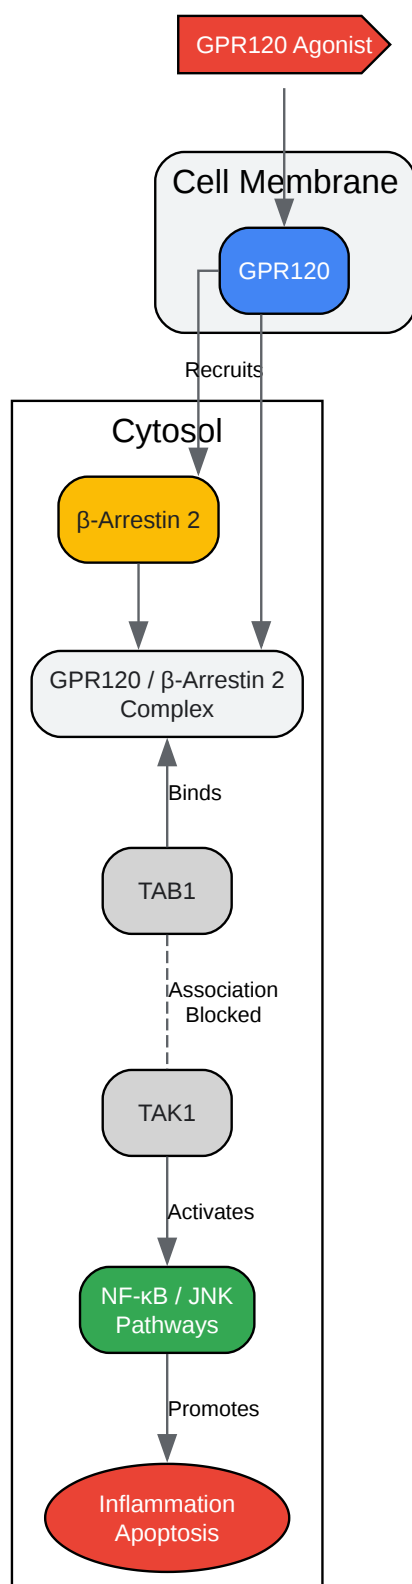 GPR120 Agonist
Cell Membrane
GPR120
Recruits
Cytosol
β-Arrestin 2
GPR120 / β-Arrestin 2
Complex
Binds
TAB1
Association
Blocked
TAK1
Activates
NF-κB / JNK
Pathways
Promotes
Inflammation
Apoptosis